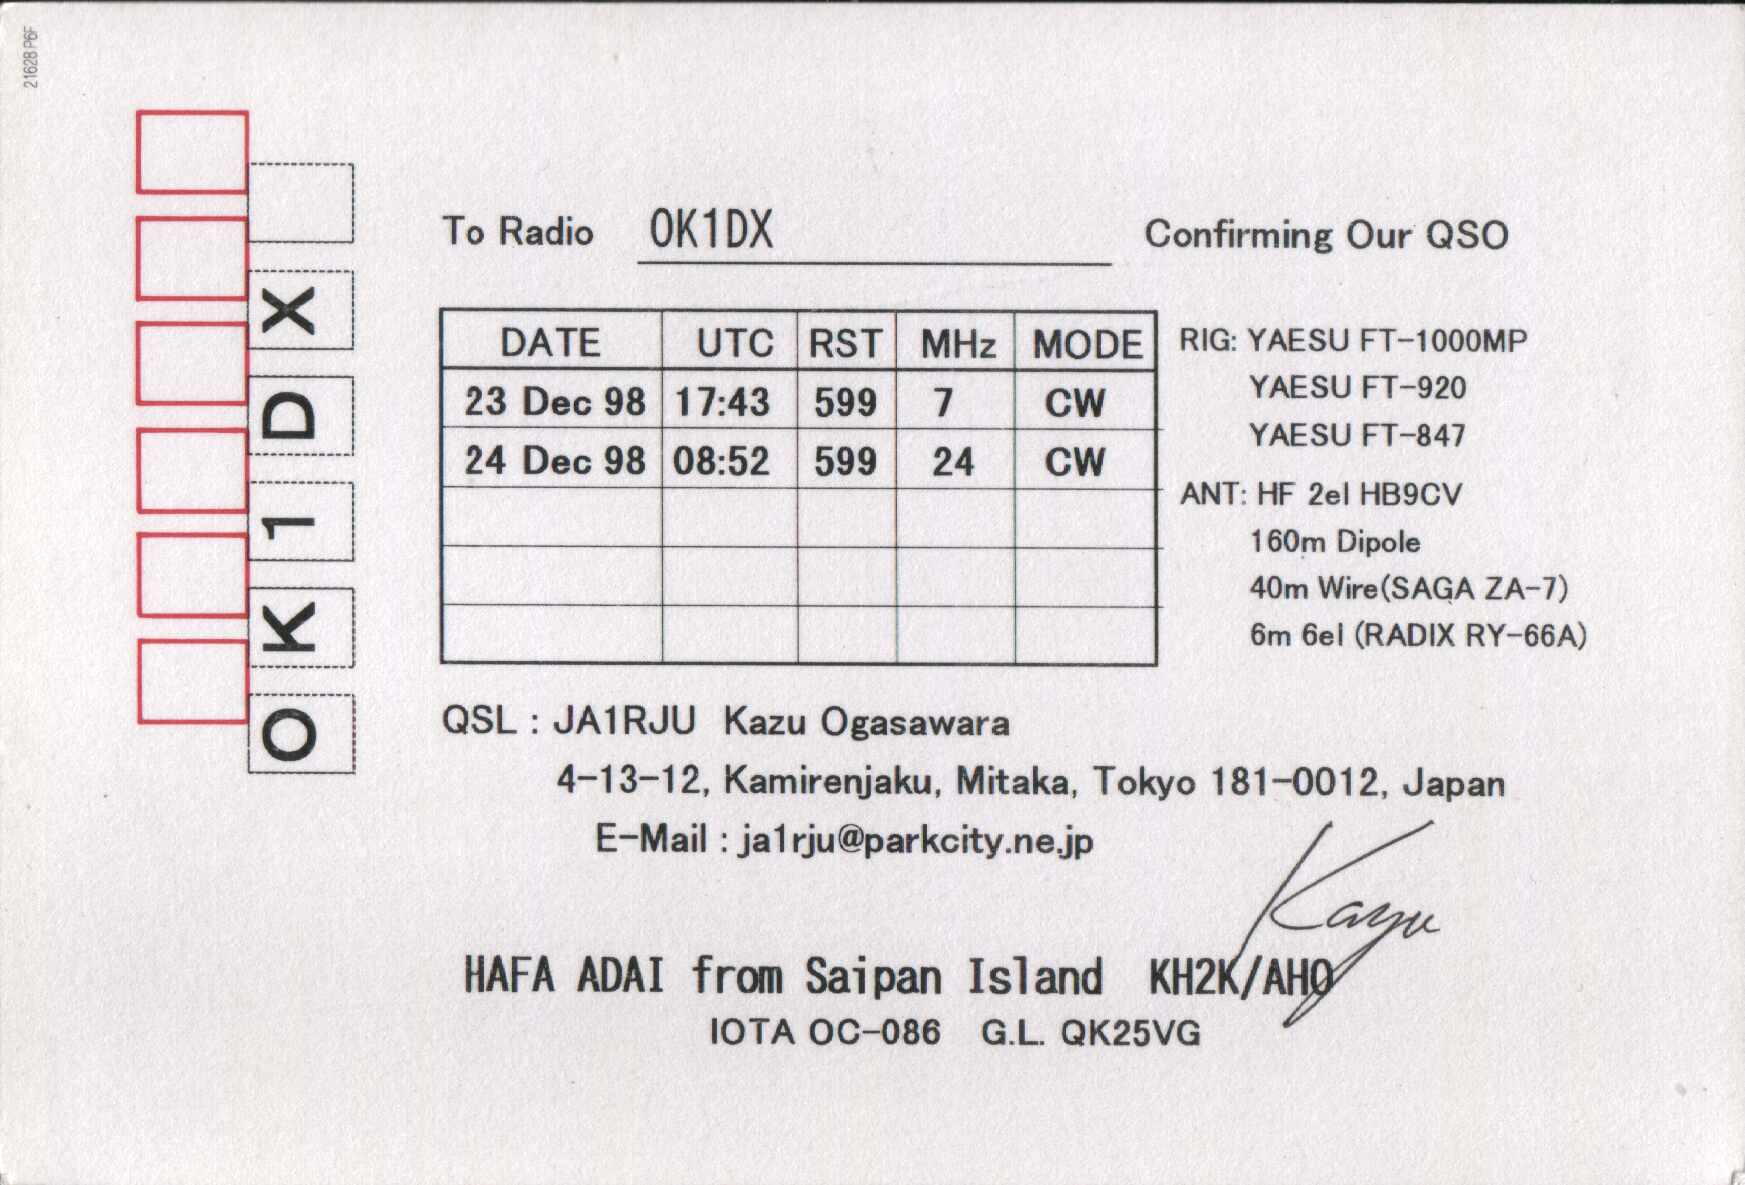 21628P6F
OK1DX
To Radio OK1DX Confirming Our QSO
DATE UTC RST MHz MODE
23 Dec 98 17:43 599 7 CW
24 Dec 98 08:52 599 24 CW
RIG: YAESU FT-1000MP
YAESU FT-920
YAESU FT-847
ANT: HF 2el HB9CV
160m Dipole
40m Wire(SAGA ZA-7)
6m 6el (RADIX RY-66A)
QSL : JA1RJU Kazu Ogasawara
4-13-12, Kamirenjaku, Mitaka, Tokyo 181-0012, Japan
E-Mail : ja1rju@parkcity.ne.jp
Kazu
HAFA ADAI from Saipan Island KH2K/AH0
IOTA OC-086 G.L. QK25VG